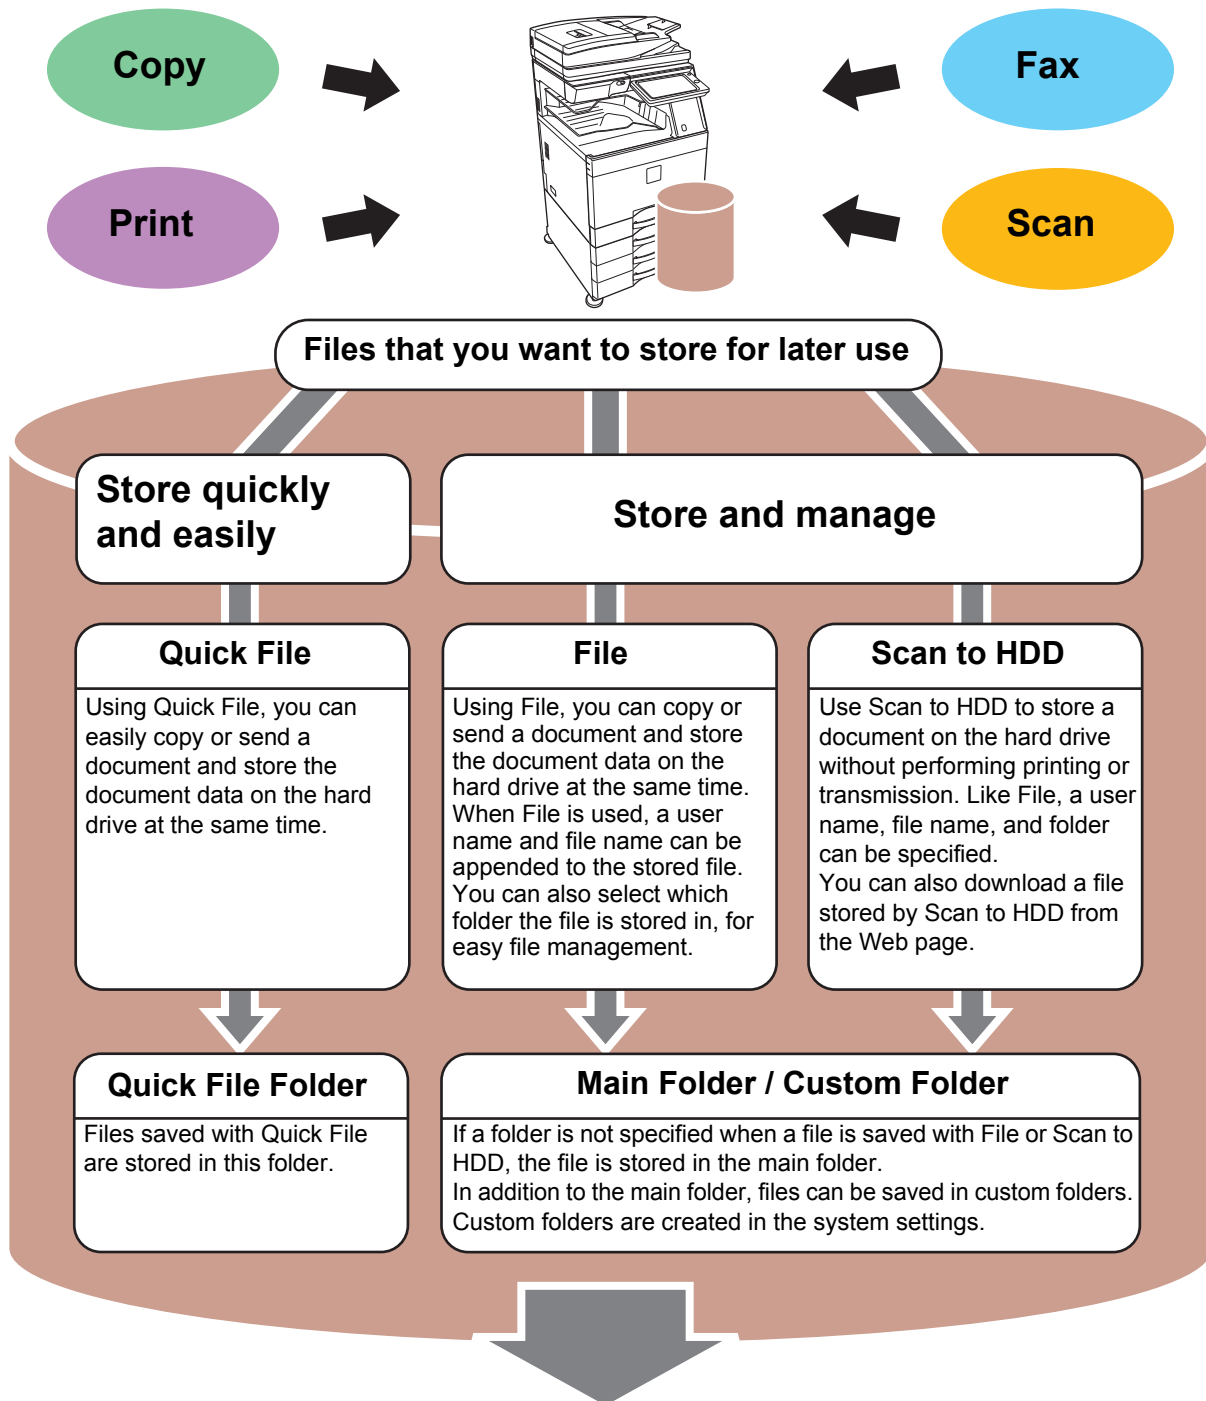 Copy
Fax
Print
Scan
Files that you want to store for later use
Store quickly
and easily
Store and manage
Quick File
Using Quick File, you can
easily copy or send a
document and store the
document data on the hard
drive at the same time.
File
Using File, you can copy or
send a document and store
the document data on the
hard drive at the same time.
When File is used, a user
name and file name can be
appended to the stored file.
You can also select which
folder the file is stored in, for
easy file management.
Scan to HDD
Use Scan to HDD to store a
document on the hard drive
without performing printing or
transmission. Like File, a user
name, file name, and folder
can be specified.
You can also download a file
stored by Scan to HDD from
the Web page.
Quick File Folder
Files saved with Quick File
are stored in this folder.
Main Folder / Custom Folder
If a folder is not specified when a file is saved with File or Scan to
HDD, the file is stored in the main folder.
In addition to the main folder, files can be saved in custom folders.
Custom folders are created in the system settings.